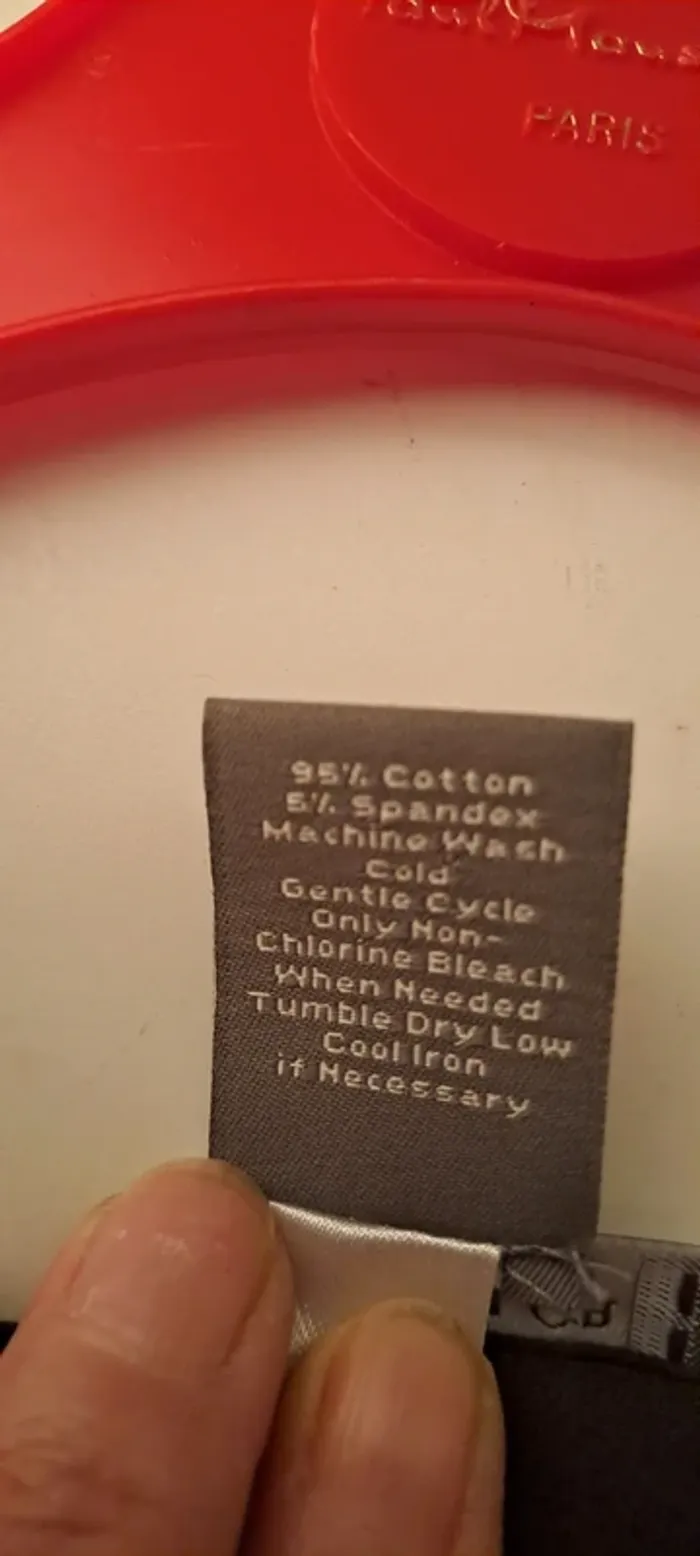 PARIS
95% Cotton
5% Spandex
Machine Wash
Cold
Gentle Cycle
Only Non-
Chlorine Bleach
When Needed
Tumble Dry Low
Cool Iron
if Necessary